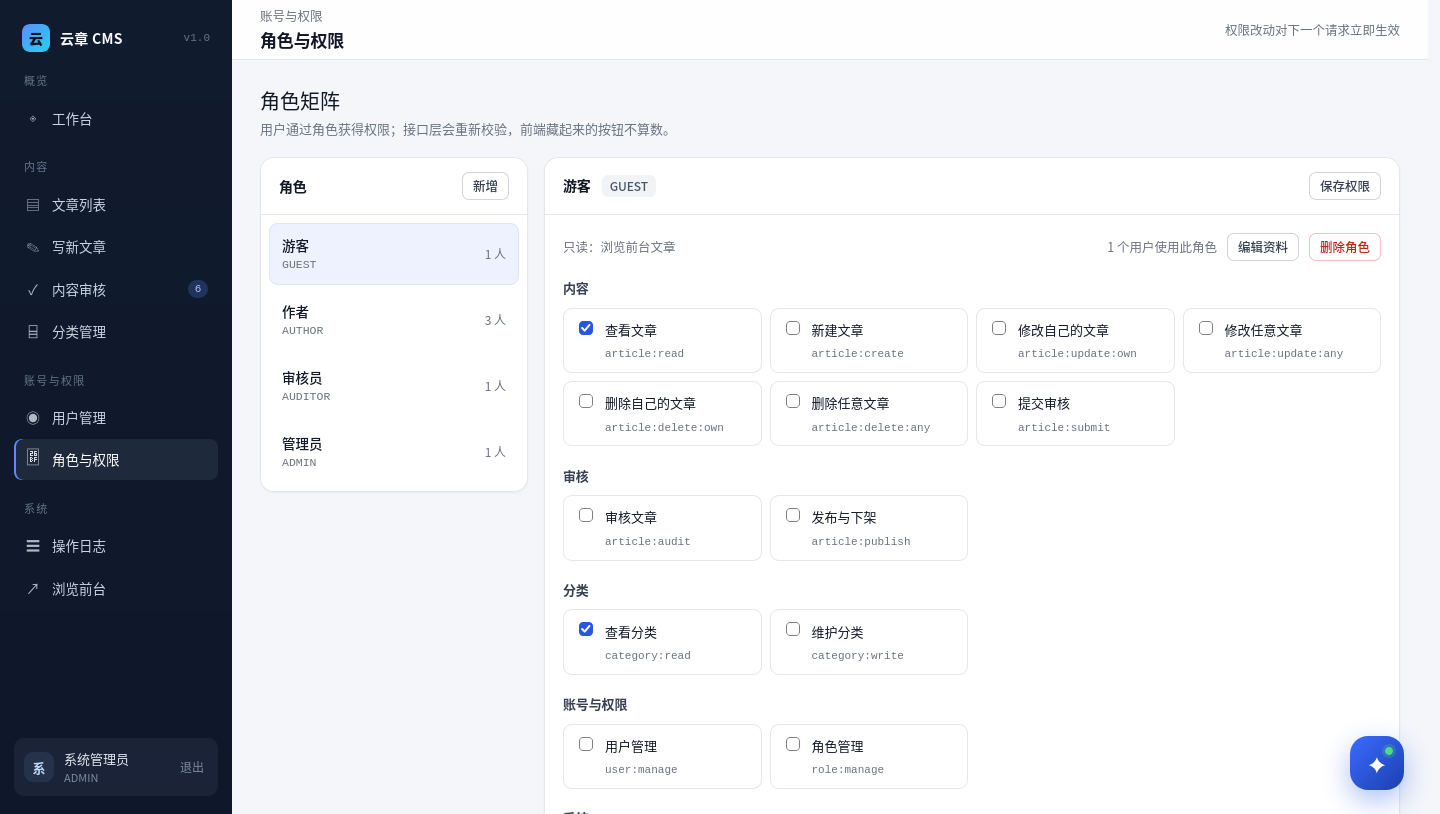 云 云章 CMS v1.0
概览
工作台
内容
文章列表
写新文章
内容审核 6
分类管理
账号与权限
用户管理
角色与权限
系统
操作日志
浏览前台
系 系统管理员 退出
ADMIN
账号与权限
角色与权限
权限改动对下一个请求立即生效
角色矩阵
用户通过角色获得权限；接口层会重新校验，前端藏起来的按钮不算数。
角色 新增
游客 1 人
GUEST
作者 3 人
AUTHOR
审核员 1 人
AUDITOR
管理员 1 人
ADMIN
游客 GUEST 保存权限
只读：浏览前台文章 1 个用户使用此角色 编辑资料 删除角色
内容
查看文章 新建文章 修改自己的文章 修改任意文章
article:read article:create article:update:own article:update:any
删除自己的文章 删除任意文章 提交审核
article:delete:own article:delete:any article:submit
审核
审核文章 发布与下架
article:audit article:publish
分类
查看分类 维护分类
category:read category:write
账号与权限
用户管理 角色管理
user:manage role:manage